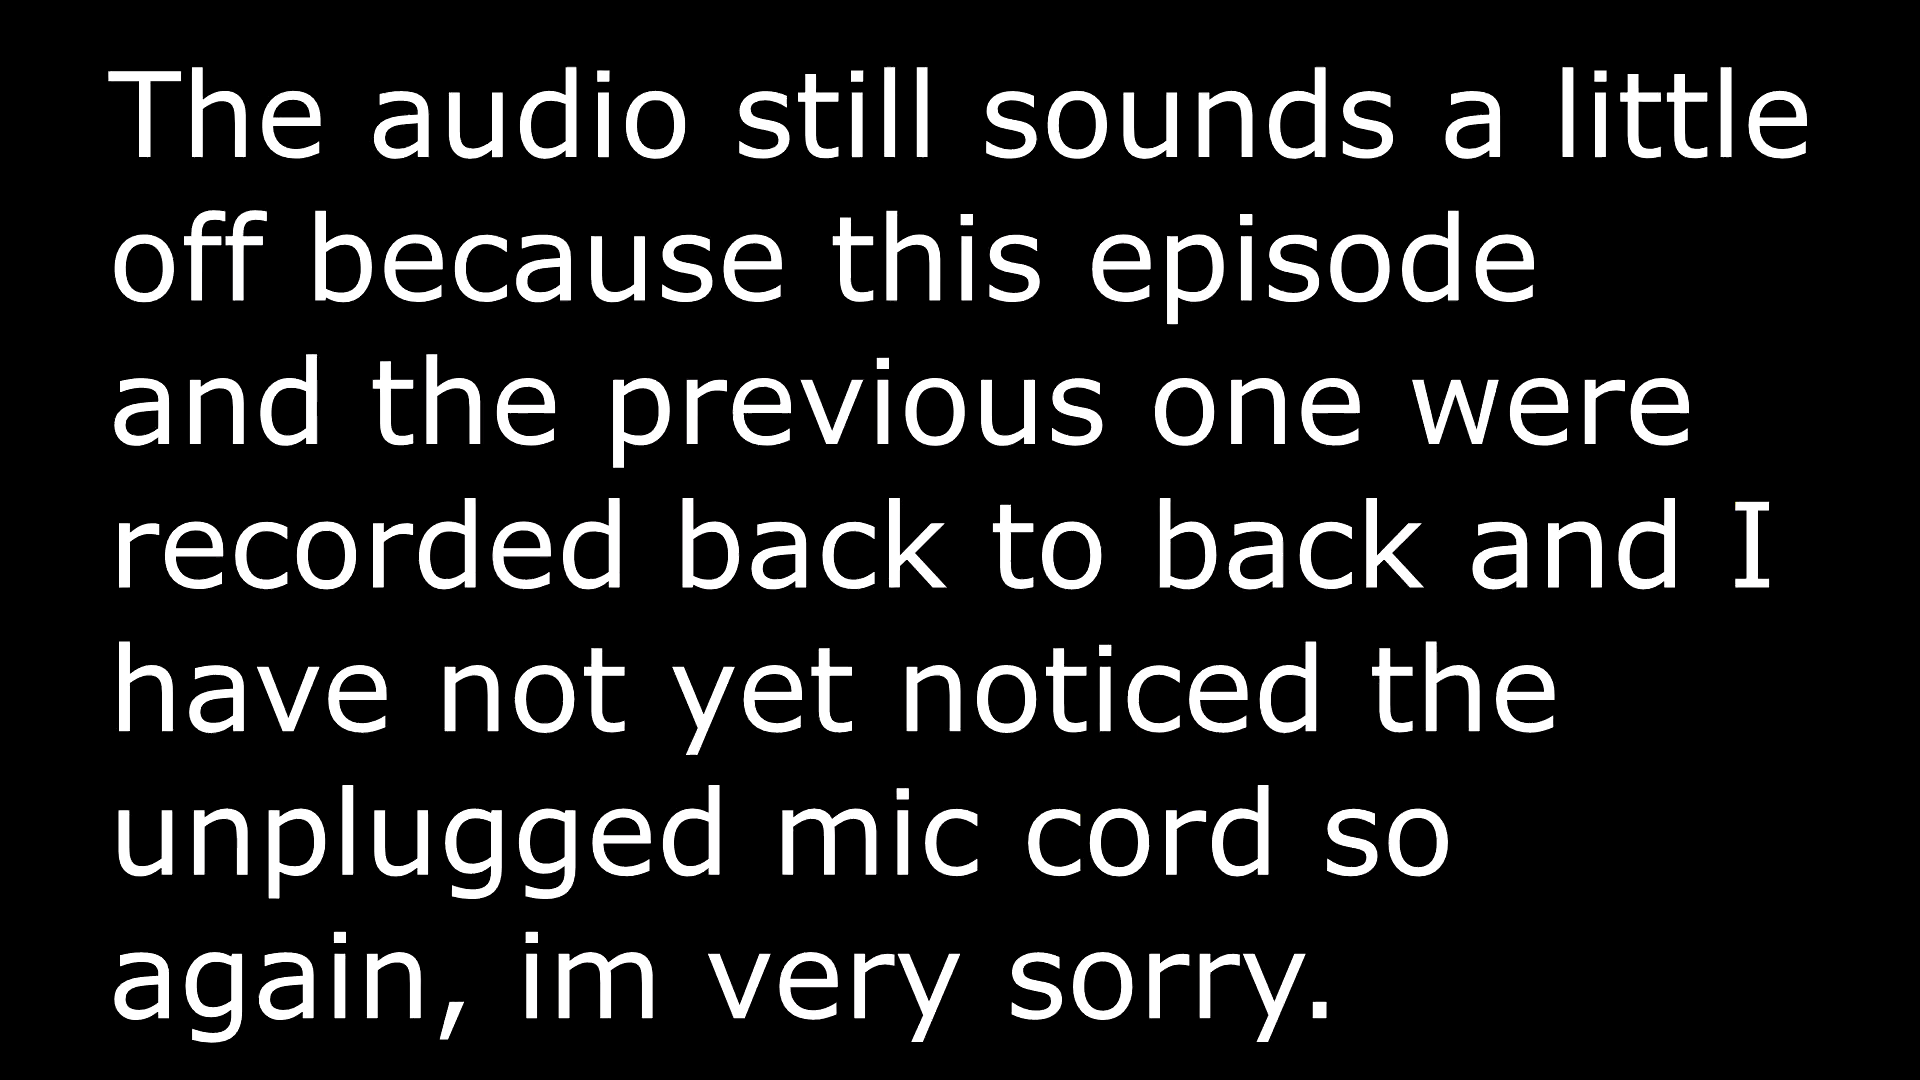 The audio still sounds a little
off because this episode
and the previous one were
recorded back to back and I
have not yet noticed the
unplugged mic cord so
again, im very sorry.